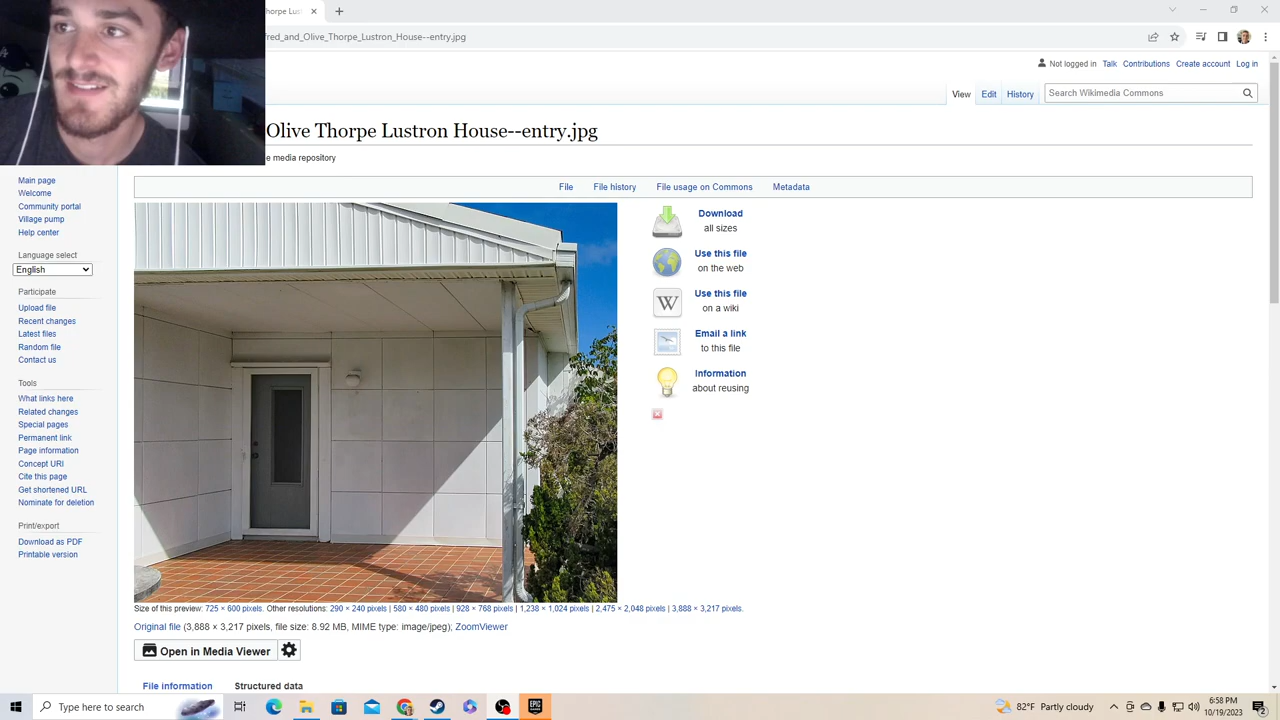 horpe Lus
fred_and_Olive_Thorpe_Lustron_House--entry.jpg
Not logged in Talk Contributions Create account Log in
View Edit History Search Wikimedia Commons
Olive Thorpe Lustron House--entry.jpg
e media repository
Main page
Welcome
Community portal
Village pump
Help center
Language select
English
Participate
Upload file
Recent changes
Latest files
Random file
Contact us
Tools
What links here
Related changes
Special pages
Permanent link
Page information
Concept URI
Cite this page
Get shortened URL
Nominate for deletion
Print/export
Download as PDF
Printable version
File File history File usage on Commons Metadata
Download
all sizes
Use this file
on the web
W
Use this file
on a wiki
Email a link
to this file
Information
about reusing
Size of this preview: 725 × 600 pixels. Other resolutions: 290 × 240 pixels | 580 × 480 pixels | 928 × 768 pixels | 1,238 × 1,024 pixels | 2,475 × 2,048 pixels | 3,888 × 3,217 pixels.
Original file (3,888 × 3,217 pixels, file size: 8.92 MB, MIME type: image/jpeg); ZoomViewer
Open in Media Viewer
File information Structured data
Type here to search
EPIC
GAMES
82°F Partly cloudy
6:58 PM
10/19/2023
2